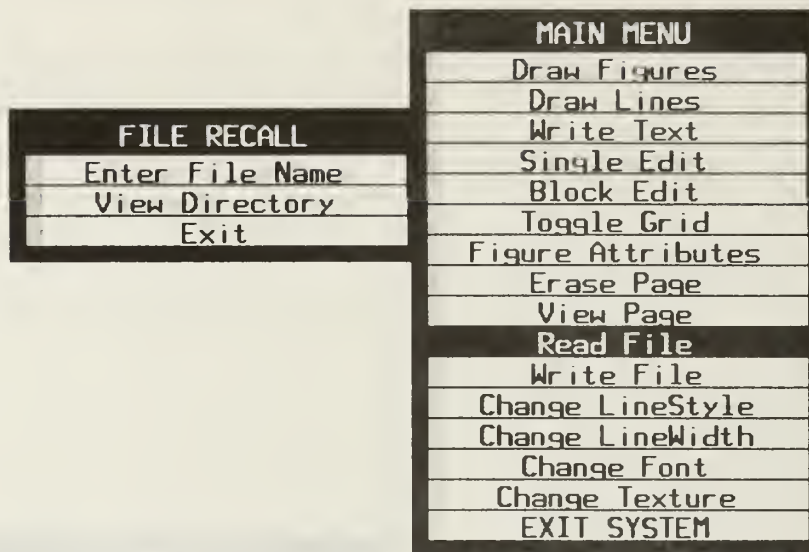 FILE RECALL
Enter File Name
View Directory
Exit
MAIN MENU
Draw Figures
Draw Lines
Write Text
Single Edit
Block Edit
Toggle Grid
Figure Attributes
Erase Page
View Page
Read File
Write File
Change LineStyle
Change LineWidth
Change Font
Change Texture
EXIT SYSTEM